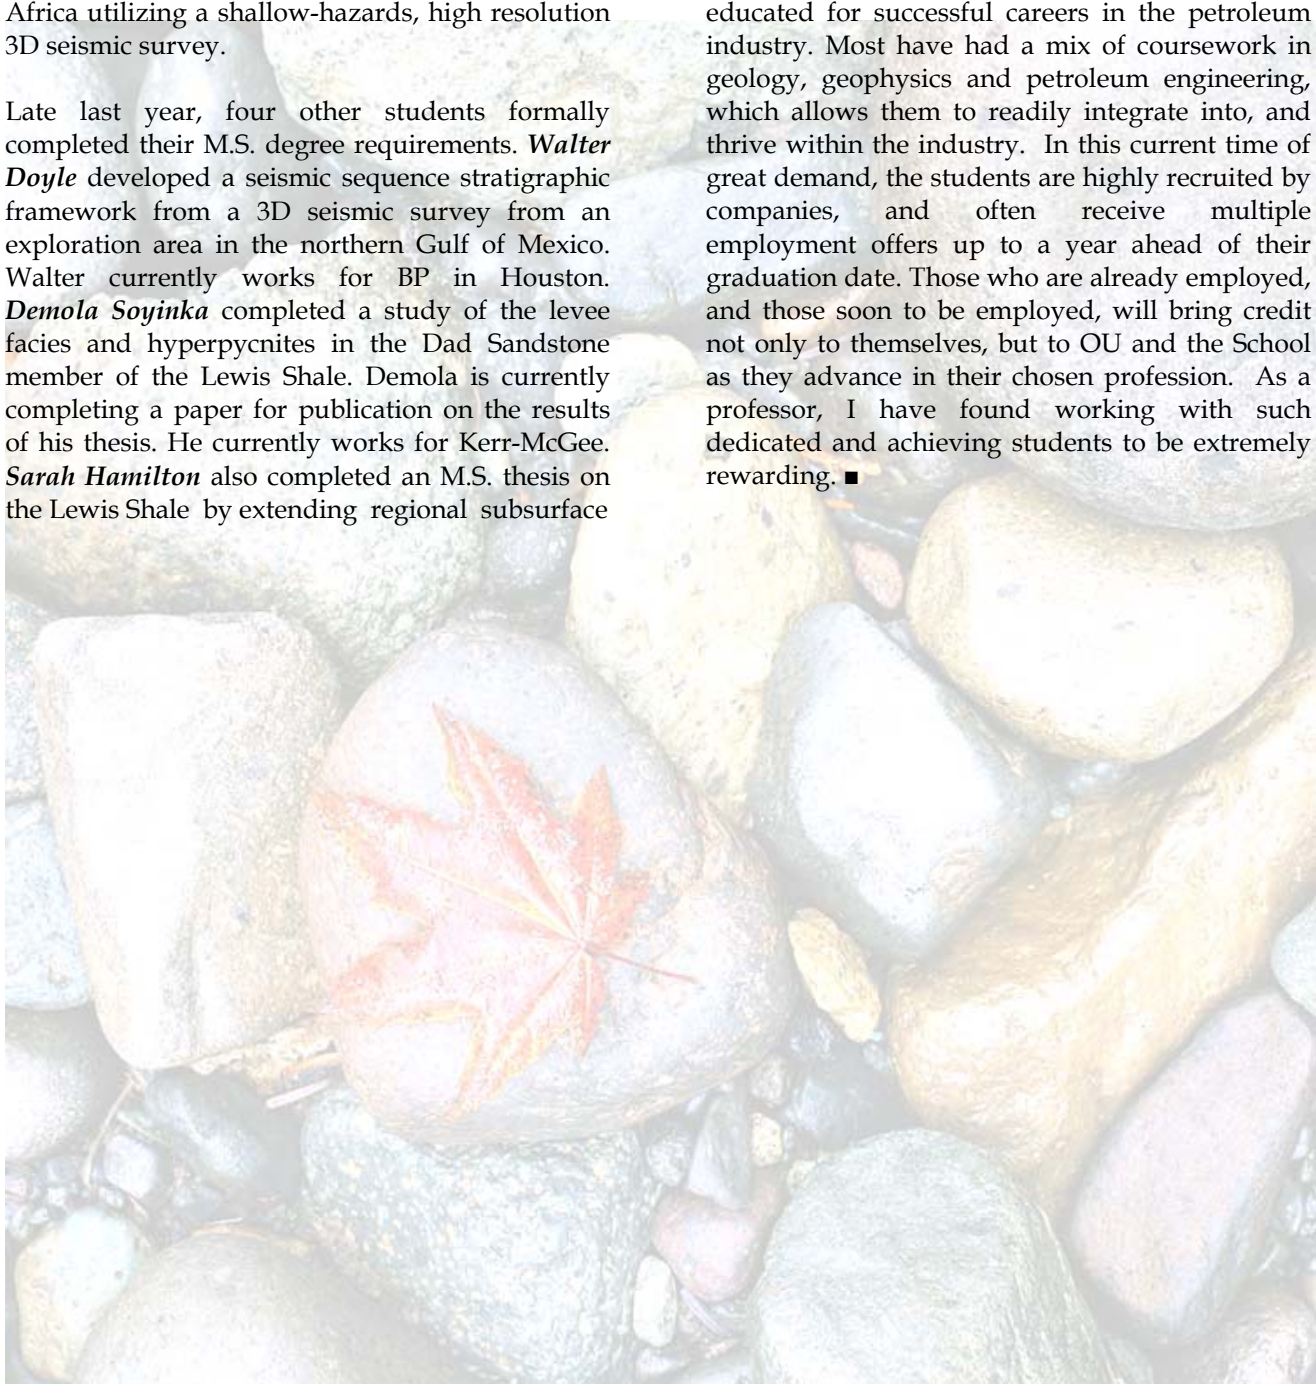 Africa utilizing a shallow-hazards, high resolution
3D seismic survey.
Late last year, four other students formally
completed their M.S. degree requirements. Walter
Doyle developed a seismic sequence stratigraphic
framework from a 3D seismic survey from an
exploration area in the northern Gulf of Mexico.
Walter currently works for BP in Houston.
Demola Soyinka completed a study of the levee
facies and hyperpycnites in the Dad Sandstone
member of the Lewis Shale. Demola is currently
completing a paper for publication on the results
of his thesis. He currently works for Kerr-McGee.
Sarah Hamilton also completed an M.S. thesis on
the Lewis Shale by extending regional subsurface
educated for successful careers in the petroleum
industry. Most have had a mix of coursework in
geology, geophysics and petroleum engineering,
which allows them to readily integrate into, and
thrive within the industry. In this current time of
great demand, the students are highly recruited by
companies, and often receive multiple
employment offers up to a year ahead of their
graduation date. Those who are already employed,
and those soon to be employed, will bring credit
not only to themselves, but to OU and the School
as they advance in their chosen profession. As a
professor, I have found working with such
dedicated and achieving students to be extremely
rewarding. ■